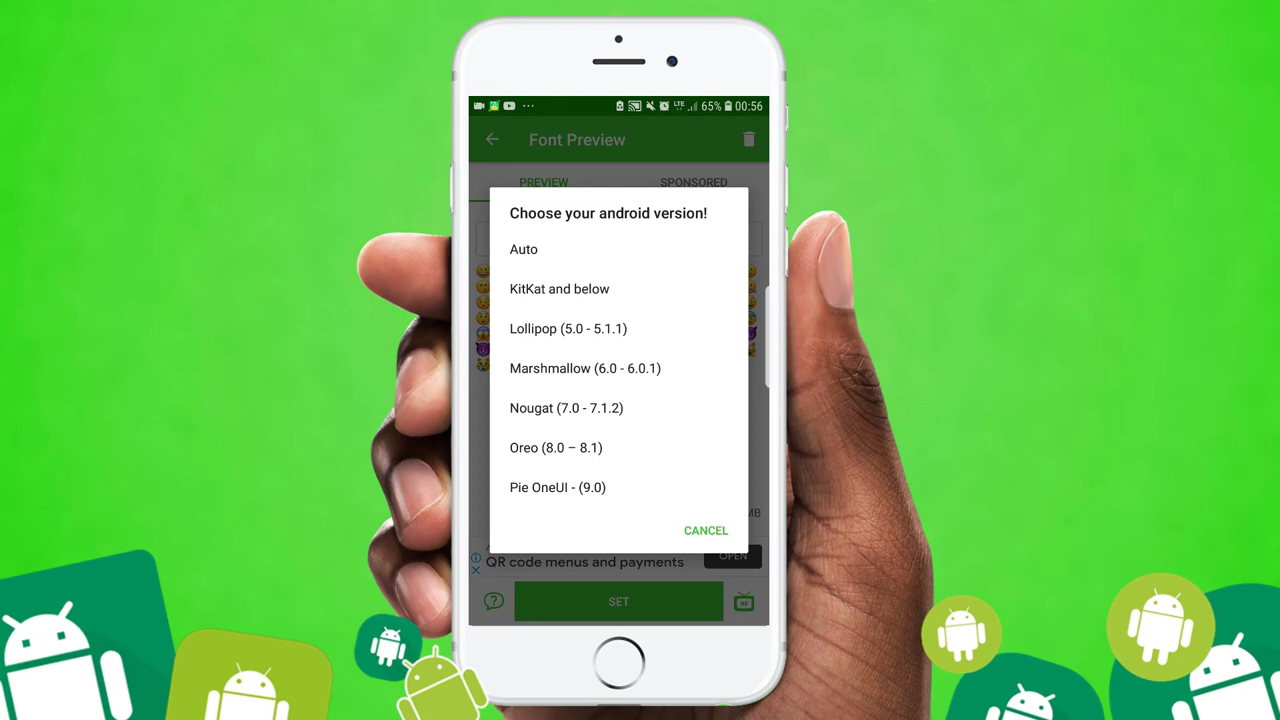 LTE 65% 00:56
Font Preview
PREVIEW SPONSORED
Choose your android version!
Auto
KitKat and below
Lollipop (5.0 - 5.1.1)
Marshmallow (6.0 - 6.0.1)
Nougat (7.0 - 7.1.2)
Oreo (8.0 – 8.1)
Pie OneUI - (9.0)
MB
CANCEL
QR code menus and payments OPEN
SET